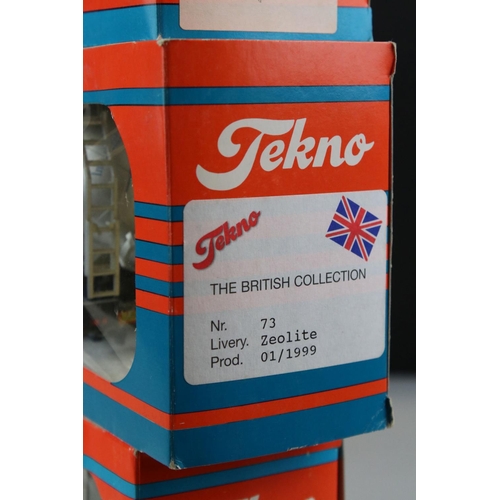 Tekno
Tekno
THE BRITISH COLLECTION
Nr. 73
Livery. Zeolite
Prod. 01/1999